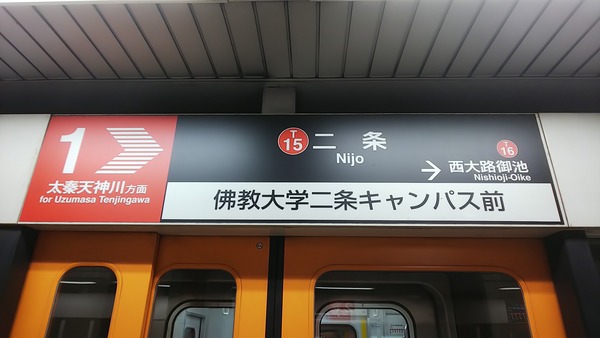 1
太秦天神川方面
for Uzumasa Tenjingawa
T 15 二条
Nijo
T 16
西大路御池
Nishioji-Oike
佛教大学二条キャンパス前